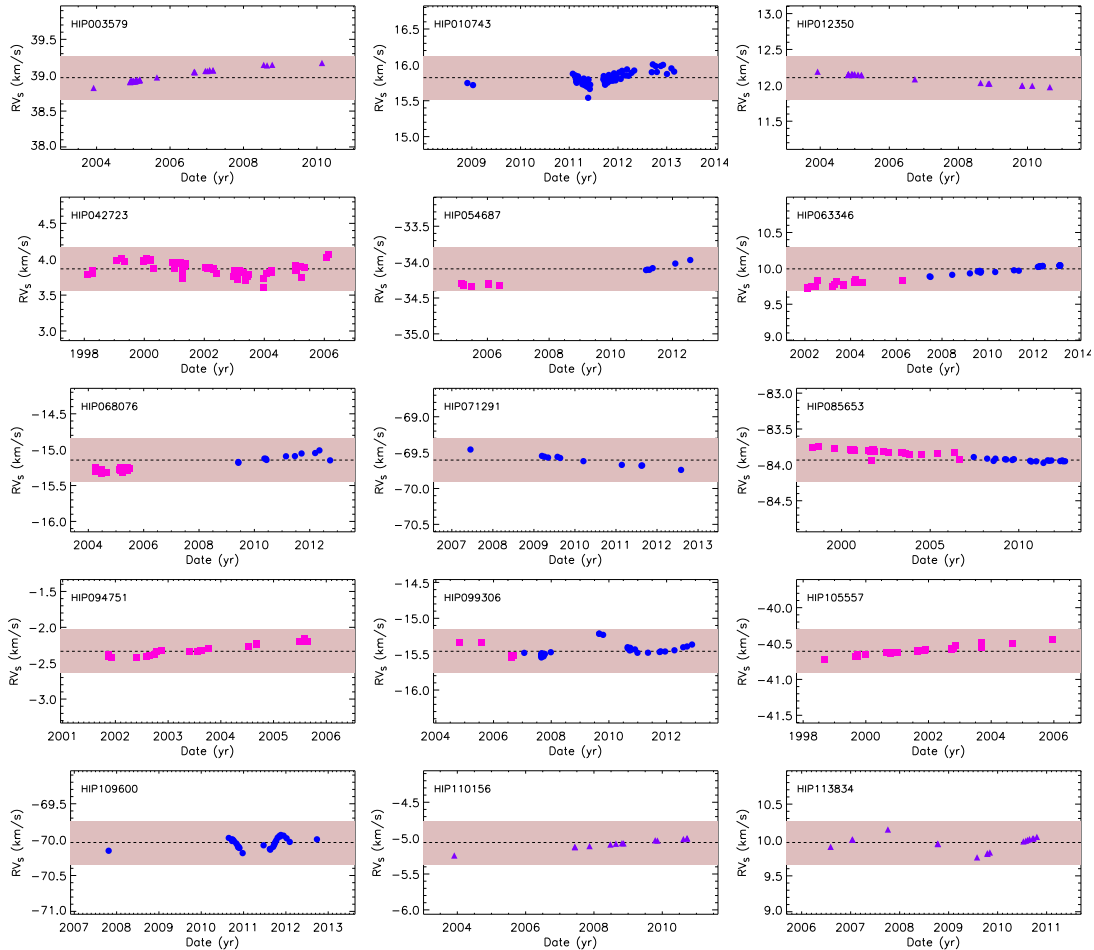 HIP003579
RVS (km/s)
39.5
39.0
38.5
38.0
2004 2006 2008 2010
Date (yr)
HIP010743
RVS (km/s)
16.5
16.0
15.5
15.0
2009 2010 2011 2012 2013 2014
Date (yr)
HIP012350
RVS (km/s)
13.0
12.5
12.0
11.5
2004 2006 2008 2010
Date (yr)
HIP042723
RVS (km/s)
4.5
4.0
3.5
3.0
1998 2000 2002 2004 2006
Date (yr)
HIP054687
RVS (km/s)
−33.5
−34.0
−34.5
−35.0
2006 2008 2010 2012
Date (yr)
HIP063346
RVS (km/s)
10.5
10.0
9.5
9.0
2002 2004 2006 2008 2010 2012 2014
Date (yr)
HIP068076
RVS (km/s)
−14.5
−15.0
−15.5
−16.0
2004 2006 2008 2010 2012
Date (yr)
HIP071291
RVS (km/s)
−69.0
−69.5
−70.0
−70.5
2007 2008 2009 2010 2011 2012 2013
Date (yr)
HIP085653
RVS (km/s)
−83.0
−83.5
−84.0
−84.5
2000 2005 2010
Date (yr)
HIP094751
RVS (km/s)
−1.5
−2.0
−2.5
−3.0
2001 2002 2003 2004 2005 2006
Date (yr)
HIP099306
RVS (km/s)
−14.5
−15.0
−15.5
−16.0
2004 2006 2008 2010 2012
Date (yr)
HIP105557
RVS (km/s)
−40.0
−40.5
−41.0
−41.5
1998 2000 2002 2004 2006
Date (yr)
HIP109600
RVS (km/s)
−69.5
−70.0
−70.5
−71.0
2007 2008 2009 2010 2011 2012 2013
Date (yr)
HIP110156
RVS (km/s)
−4.5
−5.0
−5.5
−6.0
2004 2006 2008 2010
Date (yr)
HIP113834
RVS (km/s)
10.5
10.0
9.5
9.0
2006 2007 2008 2009 2010 2011
Date (yr)